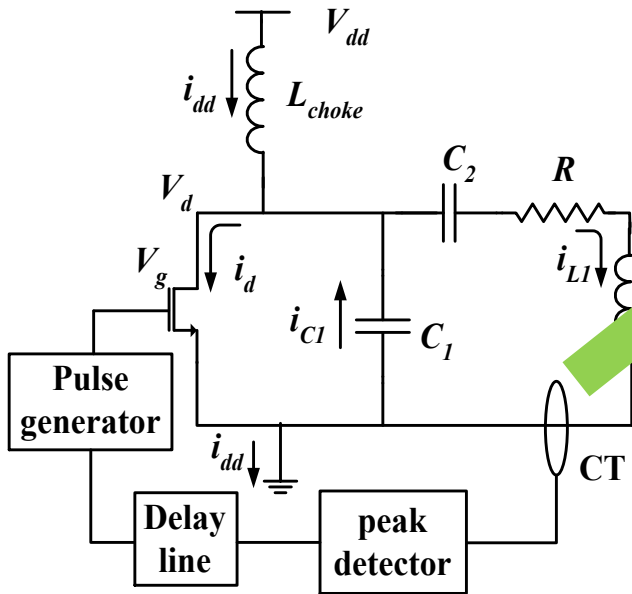 V_dd
i_dd
L_choke
C_2
R
V_d
V_g
i_d
i_L1
i_C1
C_1
Pulse
generator
CT
i_dd
Delay
line
peak
detector